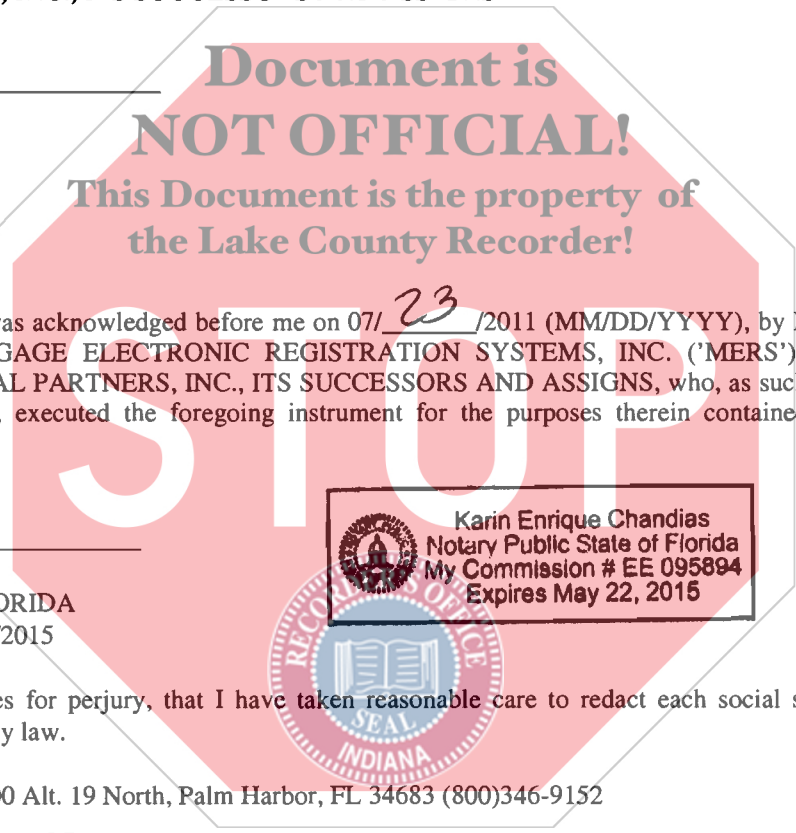 Document is
NOT OFFICIAL!
This Document is the property of
the Lake County Recorder!
was acknowledged before me on 07/ 23 /2011 (MM/DD/YYYY), by
GAGE ELECTRONIC REGISTRATION SYSTEMS, INC. ('MERS')
AL PARTNERS, INC., ITS SUCCESSORS AND ASSIGNS, who, as such
, executed the foregoing instrument for the purposes therein containe
STOP
Karin Enrique Chandias
Notary Public State of Florida
My Commission # EE 095894
Expires May 22, 2015
ORIDA
/2015
RECORDER'S OFFICE
SEAL
INDIANA
es for perjury, that I have taken reasonable care to redact each social s
y law.
00 Alt. 19 North, Palm Harbor, FL 34683 (800)346-9152